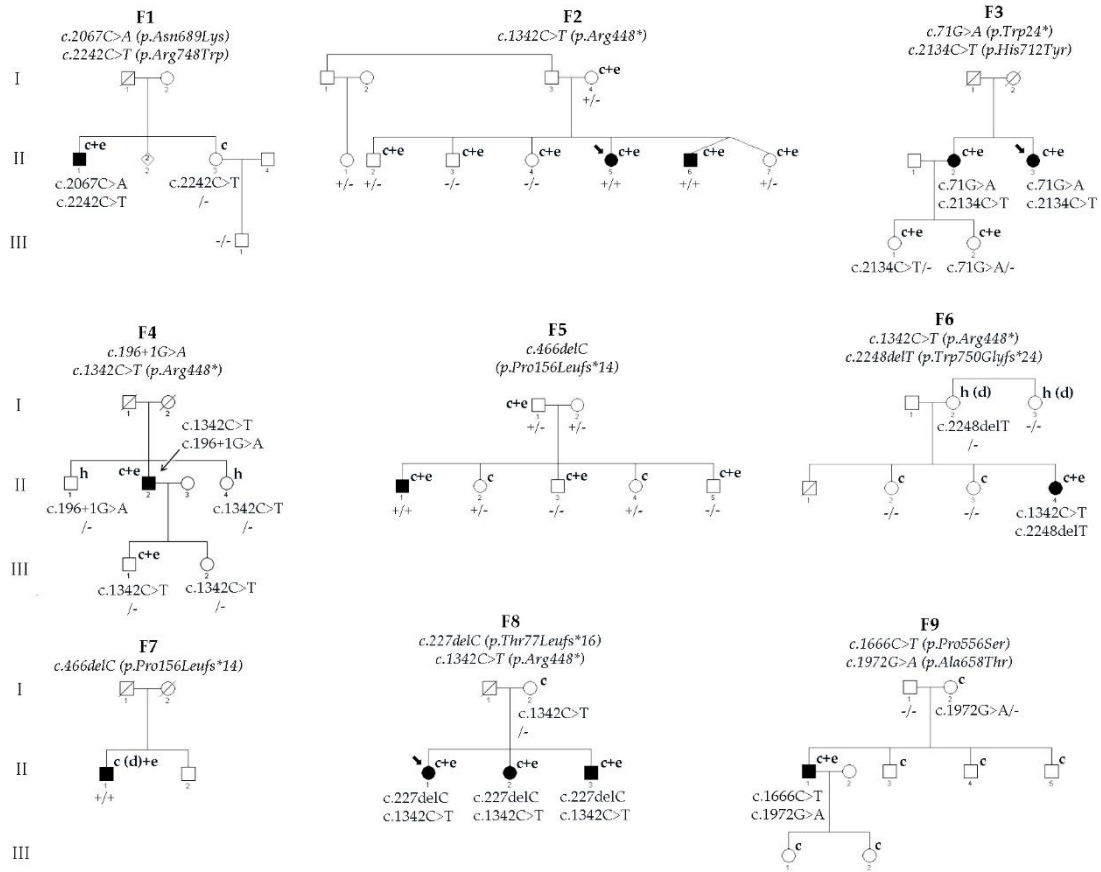 F1
c.2067C>A (p.Asn689Lys)
c.2242C>T (p.Arg748Trp)
I
1 2
c+e c
II
1 2 2 3 4
c.2067C>A c.2242C>T
c.2242C>T /-
III
-/- 1
F2
c.1342C>T (p.Arg448*)
c+e
1 2 3 4
+/-
c+e c+e c+e c+e c+e c+e
1 2 3 4 5 6 7
+/- +/- -/- -/- +/+ +/+ +/-
F3
c.71G>A (p.Trp24*)
c.2134C>T (p.His712Tyr)
1 2
c+e c+e
1 2 3
c.71G>A c.71G>A
c.2134C>T c.2134C>T
c+e c+e
1 2
c.2134C>T/- c.71G>A/-
F4
c.196+1G>A
c.1342C>T (p.Arg448*)
I
1 2
c.1342C>T
c.196+1G>A
h c+e h
II
1 2 3 4
c.196+1G>A c.1342C>T
/- /-
III
c+e
1 2
c.1342C>T c.1342C>T
/- /-
F5
c.466delC
(p.Pro156Leufs*14)
c+e
1 2
+/- +/-
c+e c c+e c c+e
1 2 3 4 5
+/+ +/- -/- +/- -/-
F6
c.1342C>T (p.Arg448*)
c.2248delT (p.Trp750Glyfs*24)
h (d) h (d)
1 2 3
c.2248delT -/-
/-
c c c+e
1 2 3 4
-/- -/- c.1342C>T
c.2248delT
F7
c.466delC (p.Pro156Leufs*14)
I
1 2
c (d)+e
II
1 2
+/+
III
F8
c.227delC (p.Thr77Leufs*16)
c.1342C>T (p.Arg448*)
c
1 2
c.1342C>T
/-
c+e c+e c+e
1 2 3
c.227delC c.227delC c.227delC
c.1342C>T c.1342C>T c.1342C>T
F9
c.1666C>T (p.Pro556Ser)
c.1972G>A (p.Ala658Thr)
c
1 2
-/- c.1972G>A/-
c+e c c c
1 2 3 4 5
c.1666C>T
c.1972G>A
c c
1 2